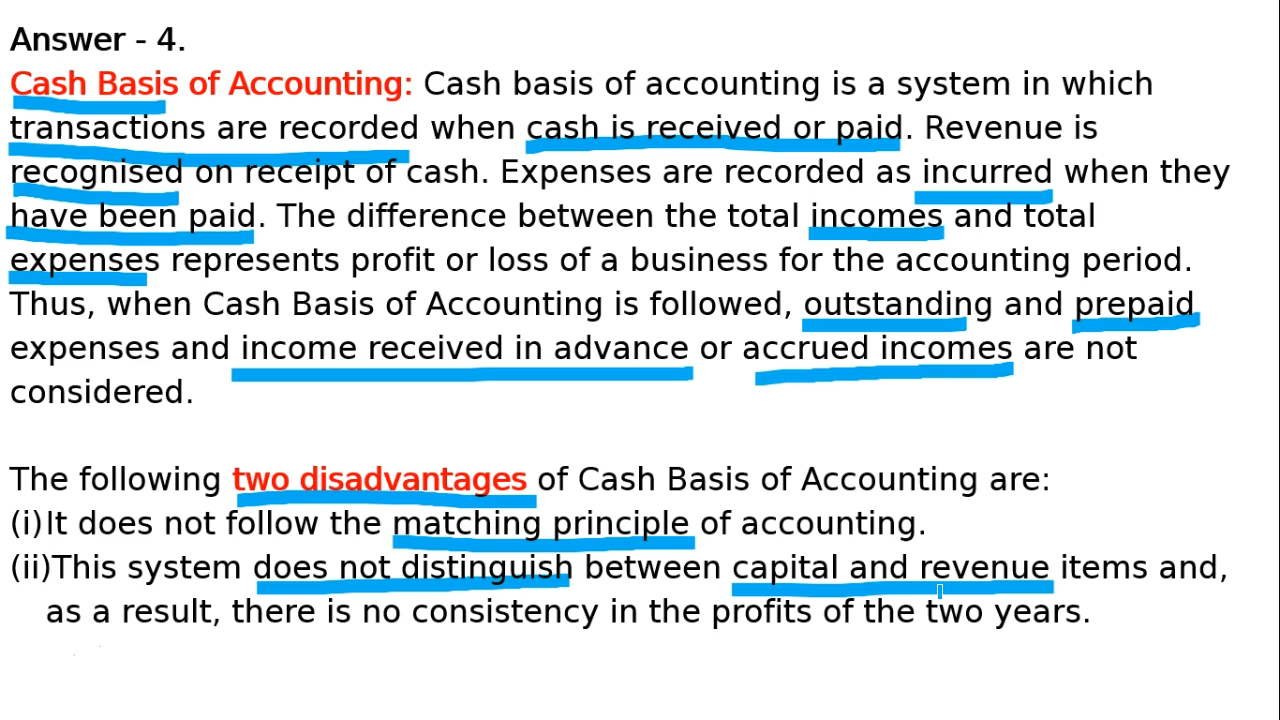 Answer - 4.
Cash Basis of Accounting: Cash basis of accounting is a system in which
transactions are recorded when cash is received or paid. Revenue is
recognised on receipt of cash. Expenses are recorded as incurred when they
have been paid. The difference between the total incomes and total
expenses represents profit or loss of a business for the accounting period.
Thus, when Cash Basis of Accounting is followed, outstanding and prepaid
expenses and income received in advance or accrued incomes are not
considered.
The following two disadvantages of Cash Basis of Accounting are:
(i)It does not follow the matching principle of accounting.
(ii)This system does not distinguish between capital and revenue items and,
as a result, there is no consistency in the profits of the two years.